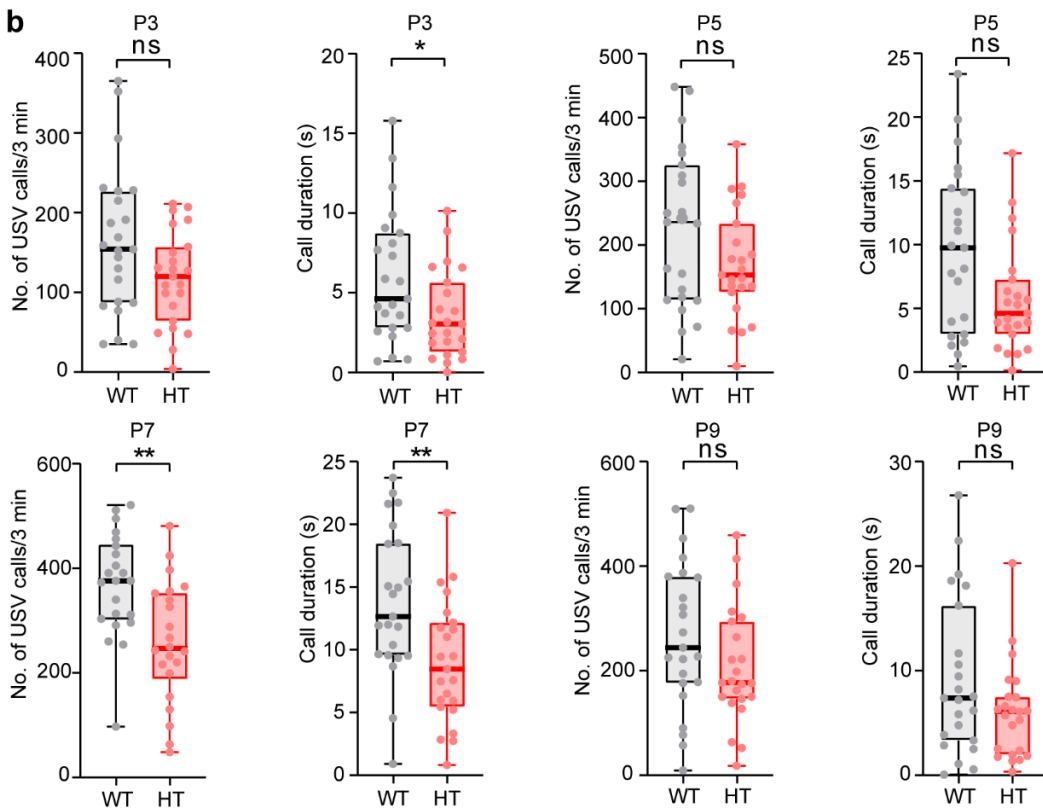 b
P3
ns
No. of USV calls/3 min
400
300
200
100
0
WT HT
P3
*
Call duration (s)
20
15
10
5
0
WT HT
P5
ns
No. of USV calls/3 min
500
400
300
200
100
0
WT HT
P5
ns
Call duration (s)
25
20
15
10
5
0
WT HT
P7
**
No. of USV calls/3 min
600
400
200
0
WT HT
P7
**
Call duration (s)
25
20
15
10
5
0
WT HT
P9
ns
No. of USV calls/3 min
600
400
200
0
WT HT
P9
ns
Call duration (s)
30
20
10
0
WT HT